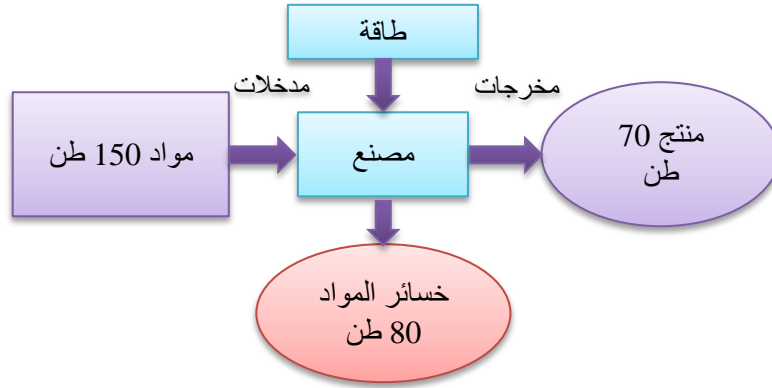 طاقة
مدخلات
مخرجات
مواد 150 طن
مصنع
منتج 70
طن
خسائر المواد
80 طن